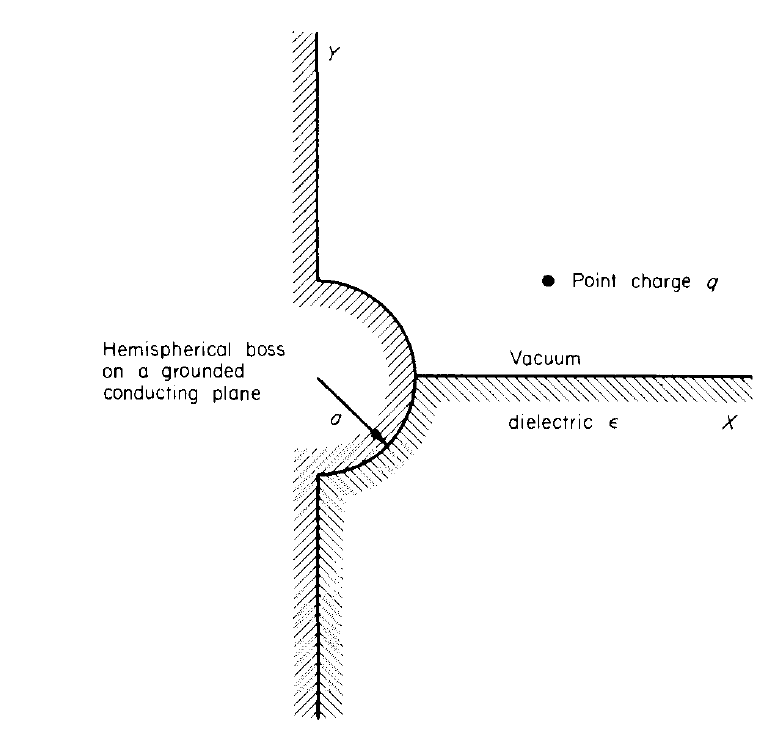 Y
Point charge q
Hemispherical boss
on a grounded
conducting plane
Vacuum
a
dielectric ϵ
X